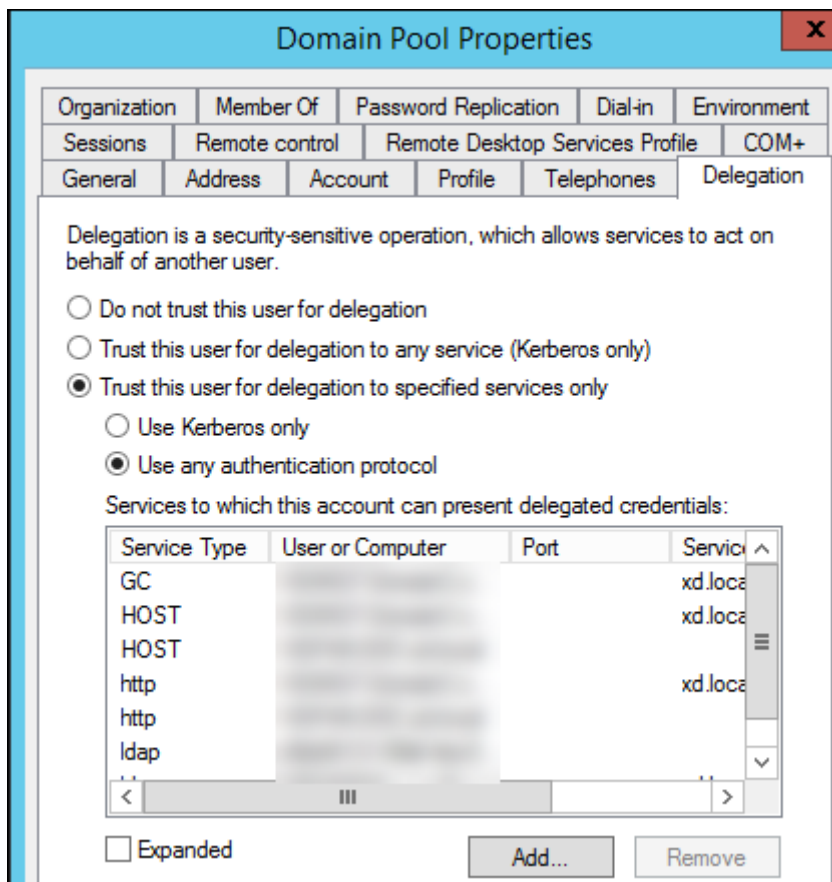 Domain Pool Properties
x
Organization Member Of Password Replication Dial-in Environment
Sessions Remote control Remote Desktop Services Profile COM+
General Address Account Profile Telephones Delegation
Delegation is a security-sensitive operation, which allows services to act on
behalf of another user.
Do not trust this user for delegation
Trust this user for delegation to any service (Kerberos only)
Trust this user for delegation to specified services only
Use Kerberos only
Use any authentication protocol
Services to which this account can present delegated credentials:
Service Type User or Computer Port Servic
GC xd.loca
HOST xd.loca
HOST
http xd.loca
http
ldap
Expanded Add... Remove